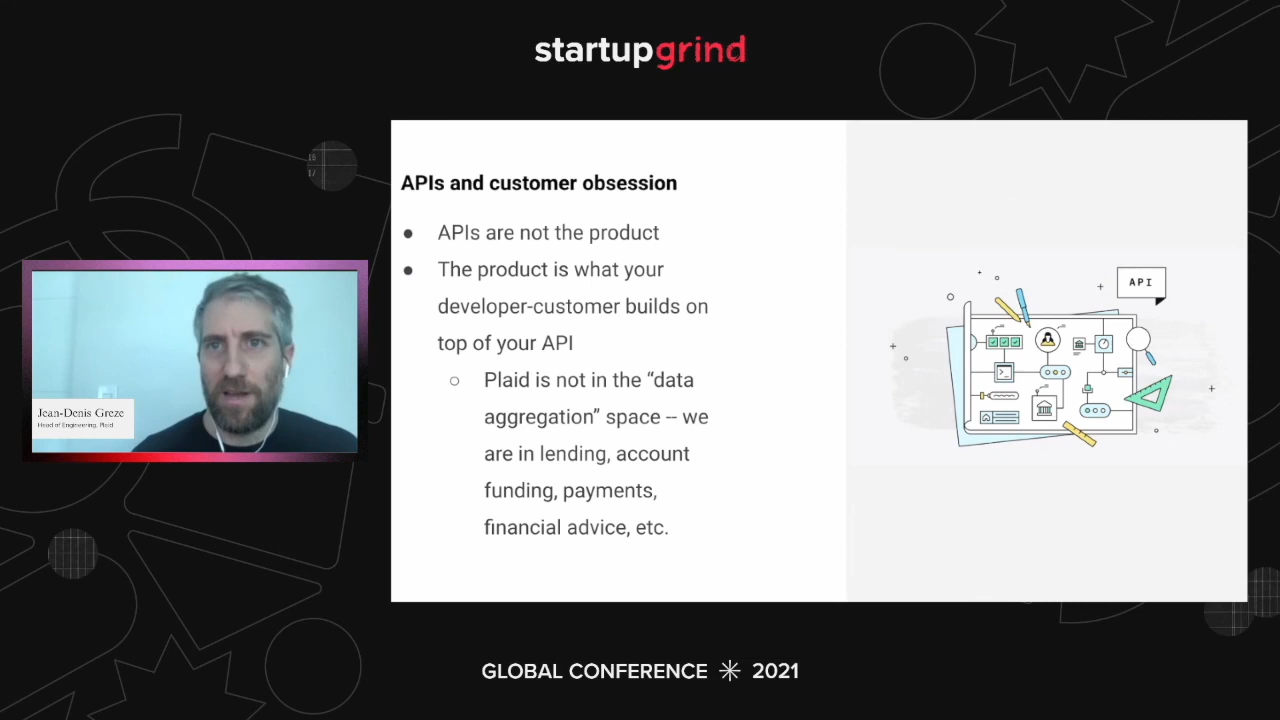 startupgrind
APIs and customer obsession
● APIs are not the product
● The product is what your
developer-customer builds on
top of your API
○ Plaid is not in the “data
aggregation” space -- we
are in lending, account
funding, payments,
financial advice, etc.
API
Jean-Denis Greze
Head of Engineering, Plaid
16
17
GLOBAL CONFERENCE ✳ 2021